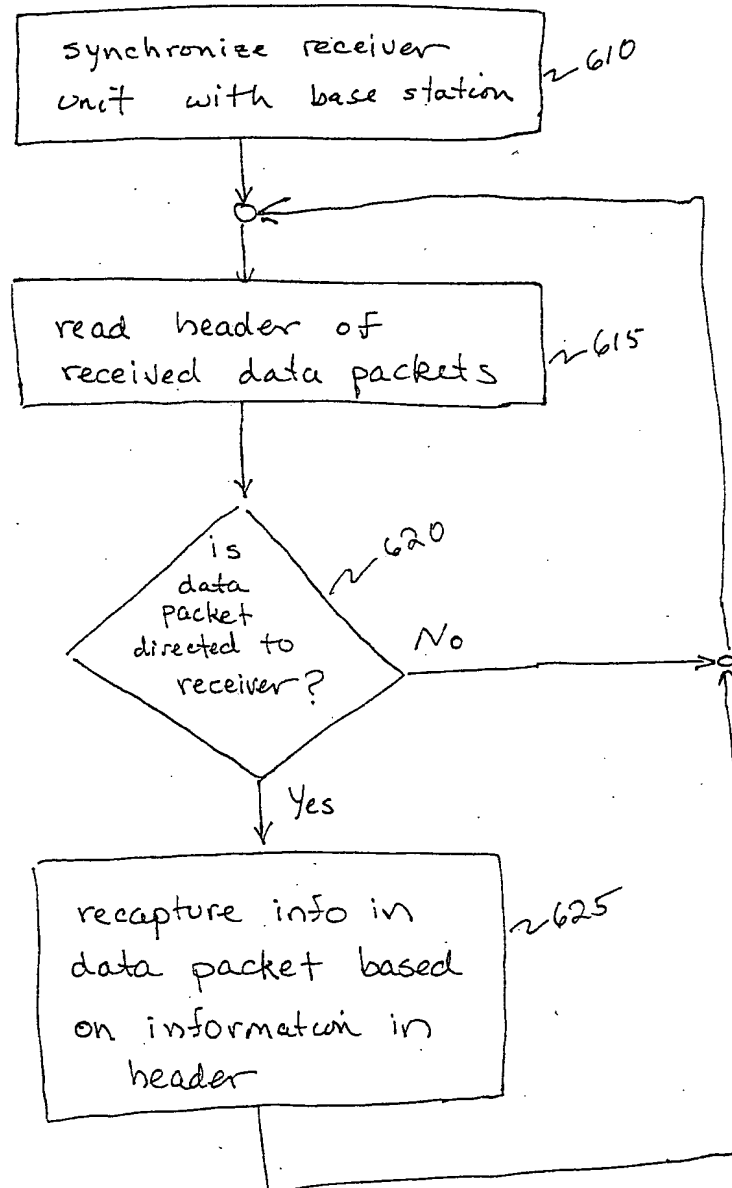 synchronize receiver
unit with base station
610
read header of
received data packets
615
is
data
packet
directed to
receiver?
620
No
Yes
recapture info in
data packet based
on information in
header
625